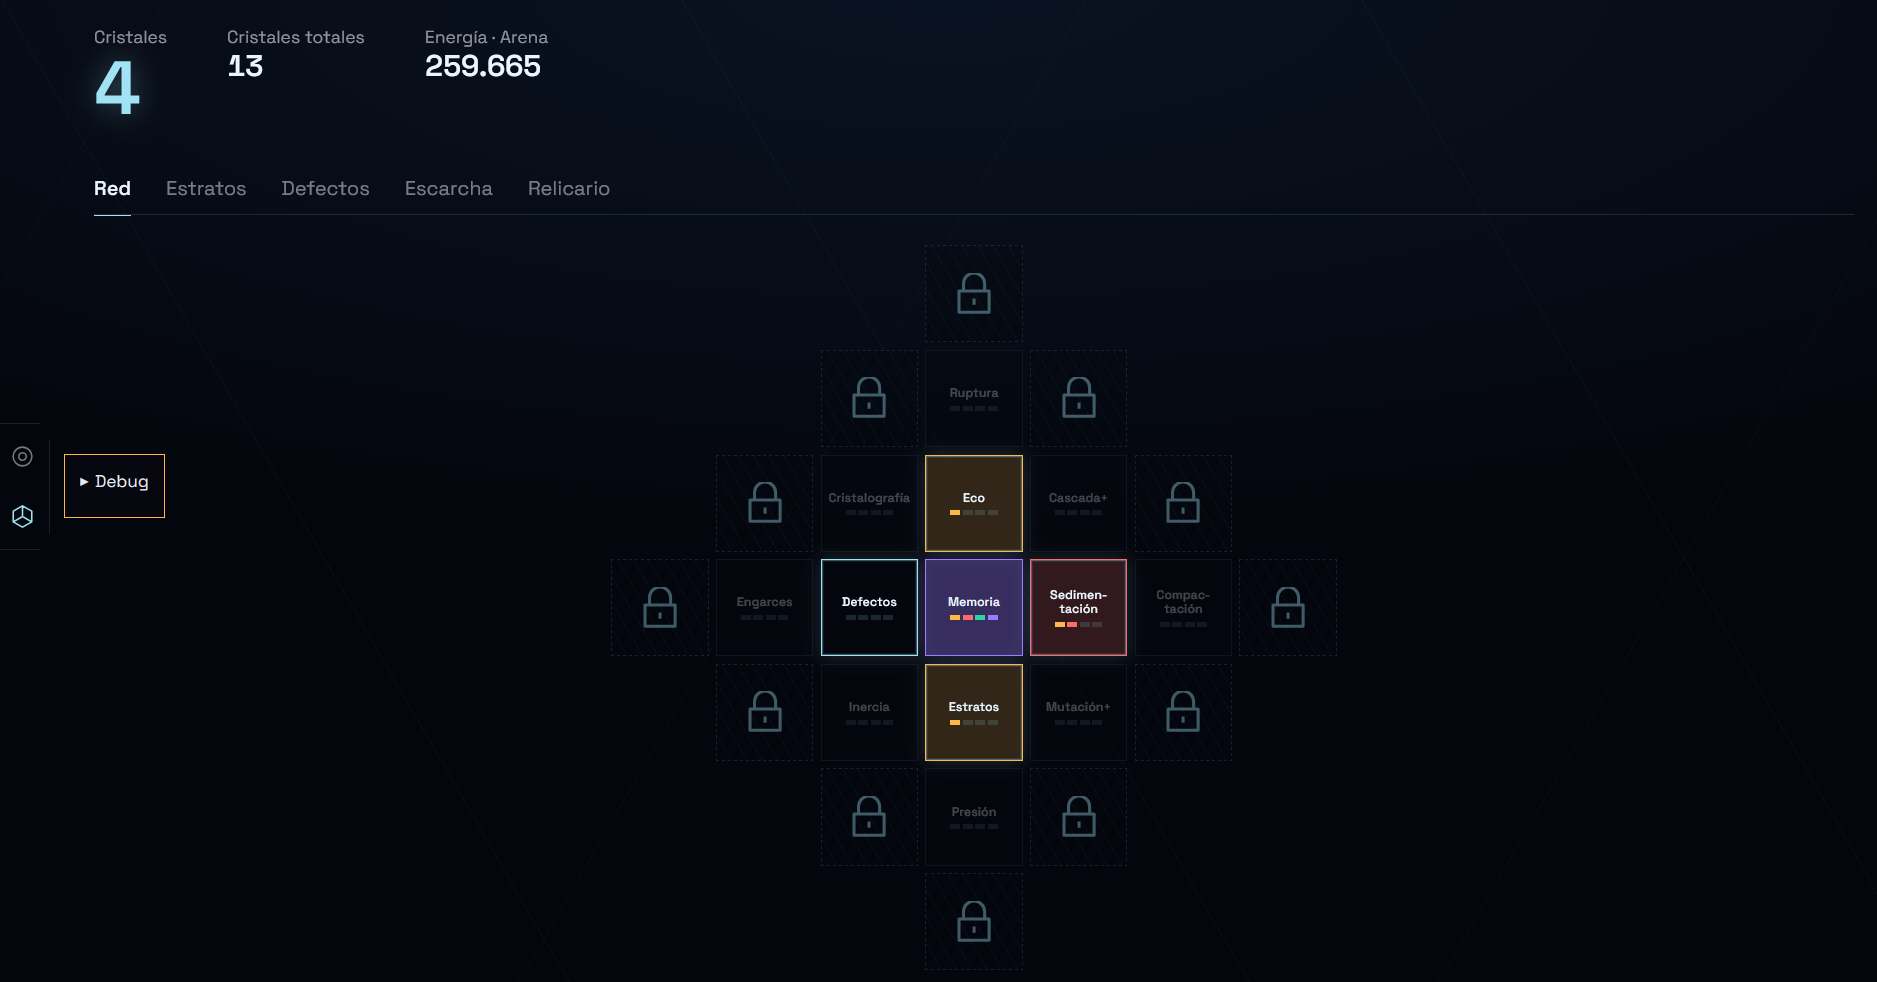 Cristales
4
Cristales totales
13
Energía · Arena
259.665
Red
Estratos
Defectos
Escarcha
Relicario
▸ Debug
Ruptura
Cristalografía
Eco
Cascada+
Engarces
Defectos
Memoria
Sedimen-
tación
Compac-
tación
Inercia
Estratos
Mutación+
Presión